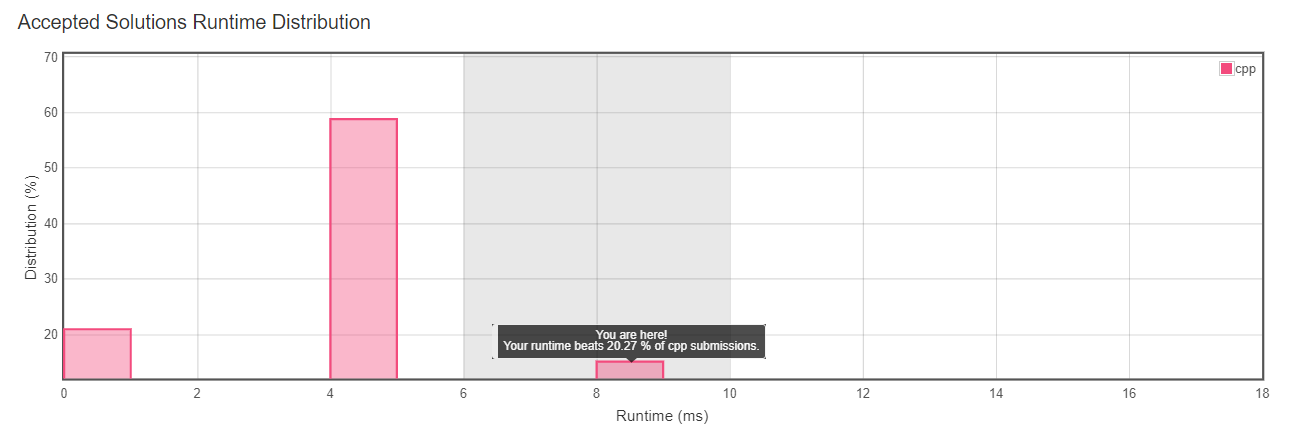 Accepted Solutions Runtime Distribution
70
60
50
40
30
20
Distribution (%)
cpp
You are here!
Your runtime beats 20.27 % of cpp submissions.
0 2 4 6 8 10 12 14 16 18
Runtime (ms)